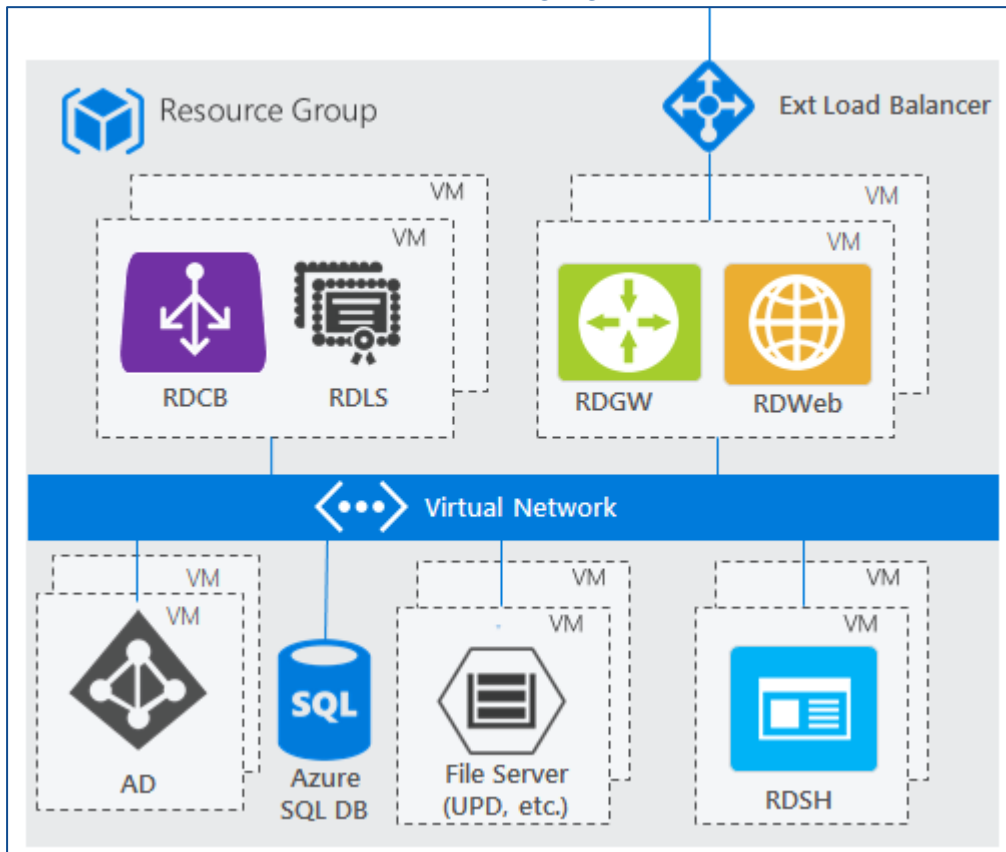 Resource Group
Ext Load Balancer
VM
VM
RDCB
RDLS
VM
VM
RDGW
RDWeb
Virtual Network
VM
VM
AD
SQL
Azure
SQL DB
VM
VM
File Server
(UPD, etc.)
VM
VM
RDSH